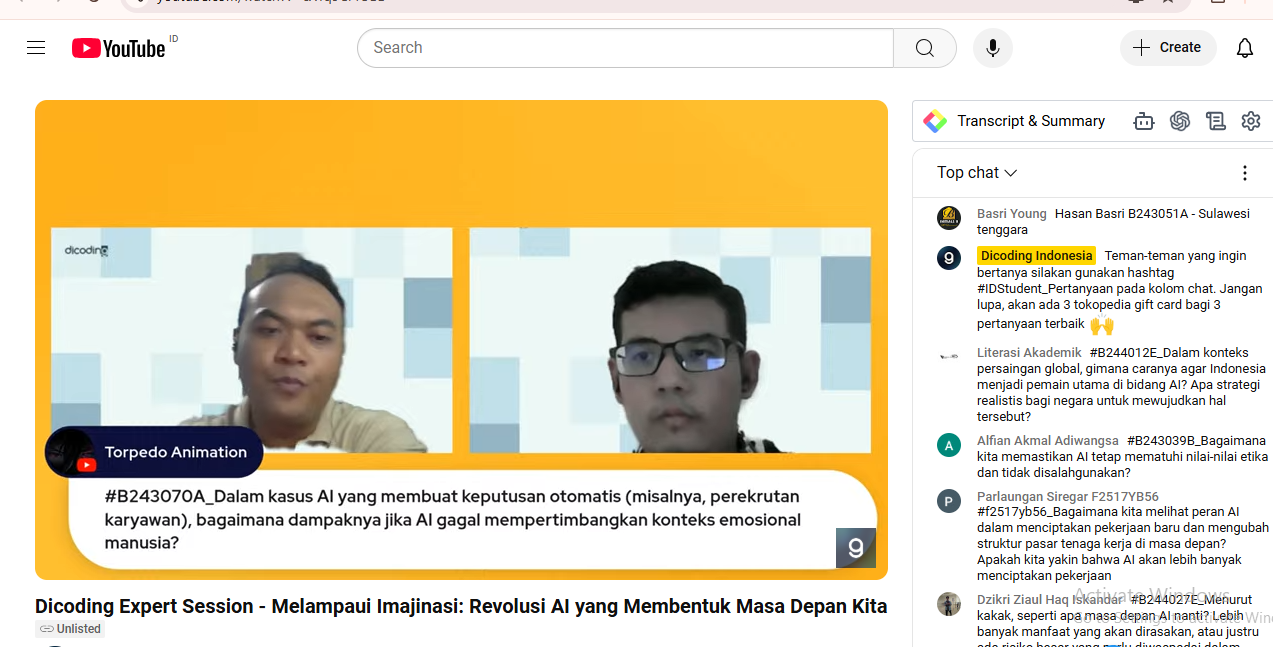 YouTube ID
Search
Create
dicoding
Torpedo Animation
#B243070A_Dalam kasus AI yang membuat keputusan otomatis (misalnya, perekrutan
karyawan), bagaimana dampaknya jika AI gagal mempertimbangkan konteks emosional
manusia?
Dicoding Expert Session - Melampaui Imajinasi: Revolusi AI yang Membentuk Masa Depan Kita
Unlisted
Transcript & Summary
Top chat
Basri Young Hasan Basri B243051A - Sulawesi
tenggara
Dicoding Indonesia Teman-teman yang ingin
bertanya silakan gunakan hashtag
#IDStudent_Pertanyaan pada kolom chat. Jangan
lupa, akan ada 3 tokopedia gift card bagi 3
pertanyaan terbaik
Literasi Akademik #B244012E_Dalam konteks
persaingan global, gimana caranya agar Indonesia
menjadi pemain utama di bidang AI? Apa strategi
realistis bagi negara untuk mewujudkan hal
tersebut?
A
Alfian Akmal Adiwangsa #B243039B_Bagaimana
kita memastikan AI tetap mematuhi nilai-nilai etika
dan tidak disalahgunakan?
P
Parlaungan Siregar F2517YB56
#f2517yb56_Bagaimana kita melihat peran AI
dalam menciptakan pekerjaan baru dan mengubah
struktur pasar tenaga kerja di masa depan?
Apakah kita yakin bahwa AI akan lebih banyak
menciptakan pekerjaan
Dzikri Ziaul Haq Iskandar #B244027E_Menurut
kakak, seperti apa masa depan AI nanti? Lebih
banyak manfaat yang akan dirasakan, atau justru
Activate Windows
Go to Settings to activate Win